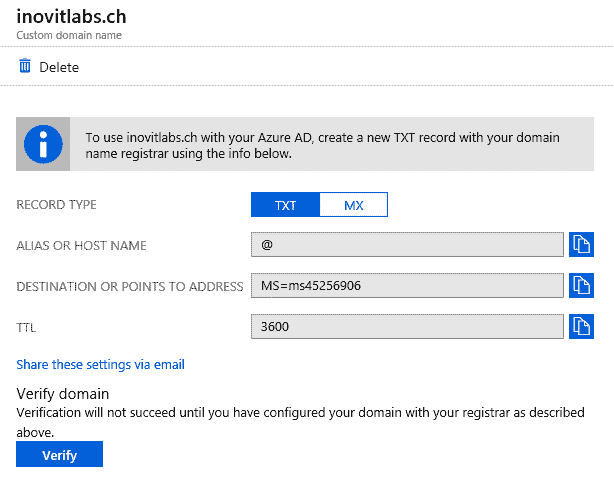 inovitlabs.ch
Custom domain name
Delete
To use inovitlabs.ch with your Azure AD, create a new TXT record with your domain
name registrar using the info below.
RECORD TYPE
TXT MX
ALIAS OR HOST NAME
@
DESTINATION OR POINTS TO ADDRESS
MS=ms45256906
TTL
3600
Share these settings via email
Verify domain
Verification will not succeed until you have configured your domain with your registrar as described
above.
Verify